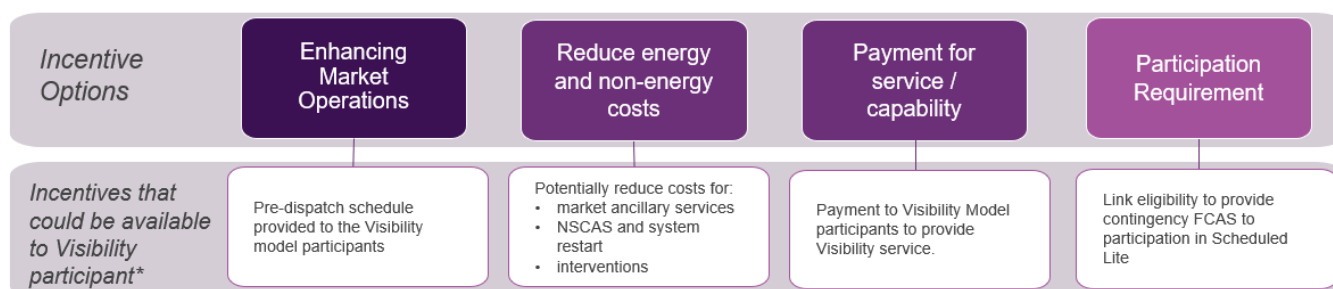 Incentive
Options
Enhancing
Market
Operations
Reduce energy
and non-energy
costs
Payment for
service /
capability
Participation
Requirement
Incentives that
could be available
to Visibility
participant*
Pre-dispatch schedule
provided to the Visibility
model participants
Potentially reduce costs for:
• market ancillary services
• NSCAS and system
restart
• interventions
Payment to Visibility Model
participants to provide
Visibility service.
Link eligibility to provide
contingency FCAS to
participation in Scheduled
Lite